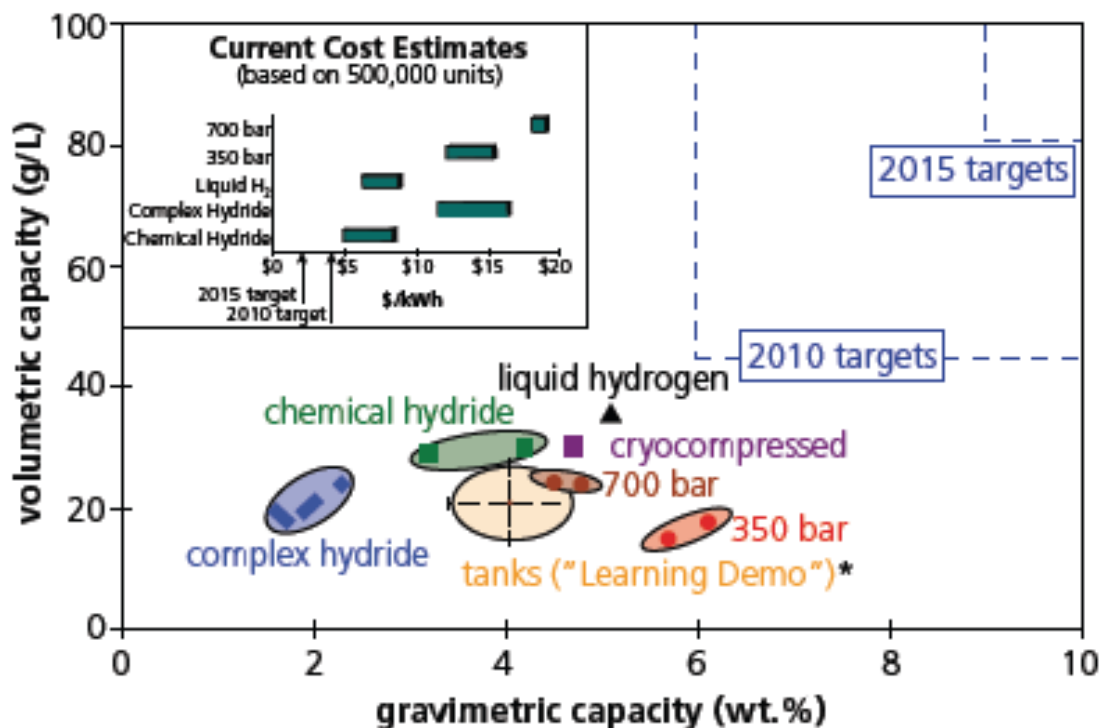 100
80
60
40
20
0
volumetric capacity (g/L)
Current Cost Estimates
(based on 500,000 units)
700 bar
350 bar
Liquid H₂
Complex Hydride
Chemical Hydride
$0 $5 $10 $15 $20
2015 target
$/kWh
2010 target
2015 targets
2010 targets
liquid hydrogen
chemical hydride
cryocompressed
700 bar
350 bar
complex hydride
tanks ("Learning Demo")*
0 2 4 6 8 10
gravimetric capacity (wt.%)